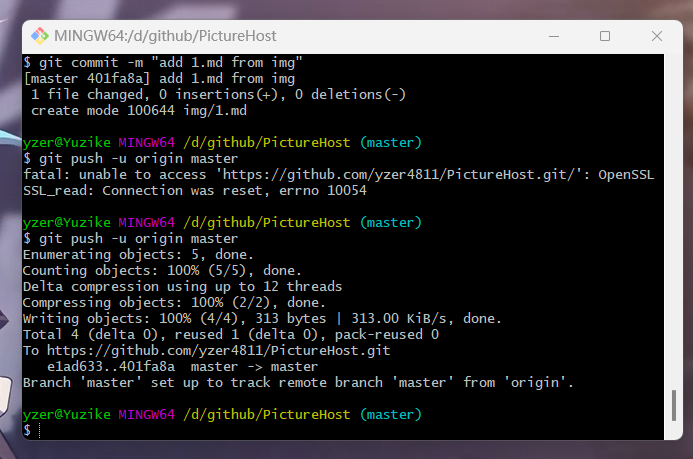 MINGW64:/d/github/PictureHost
$ git commit -m "add 1.md from img"
[master 401fa8a] add 1.md from img
 1 file changed, 0 insertions(+), 0 deletions(-)
 create mode 100644 img/1.md
yzer@Yuzike MINGW64 /d/github/PictureHost (master)
$ git push -u origin master
fatal: unable to access 'https://github.com/yzer4811/PictureHost.git/': OpenSSL
SSL_read: Connection was reset, errno 10054
yzer@Yuzike MINGW64 /d/github/PictureHost (master)
$ git push -u origin master
Enumerating objects: 5, done.
Counting objects: 100% (5/5), done.
Delta compression using up to 12 threads
Compressing objects: 100% (2/2), done.
Writing objects: 100% (4/4), 313 bytes | 313.00 KiB/s, done.
Total 4 (delta 0), reused 1 (delta 0), pack-reused 0
To https://github.com/yzer4811/PictureHost.git
   e1ad633..401fa8a  master -> master
Branch 'master' set up to track remote branch 'master' from 'origin'.
yzer@Yuzike MINGW64 /d/github/PictureHost (master)
$